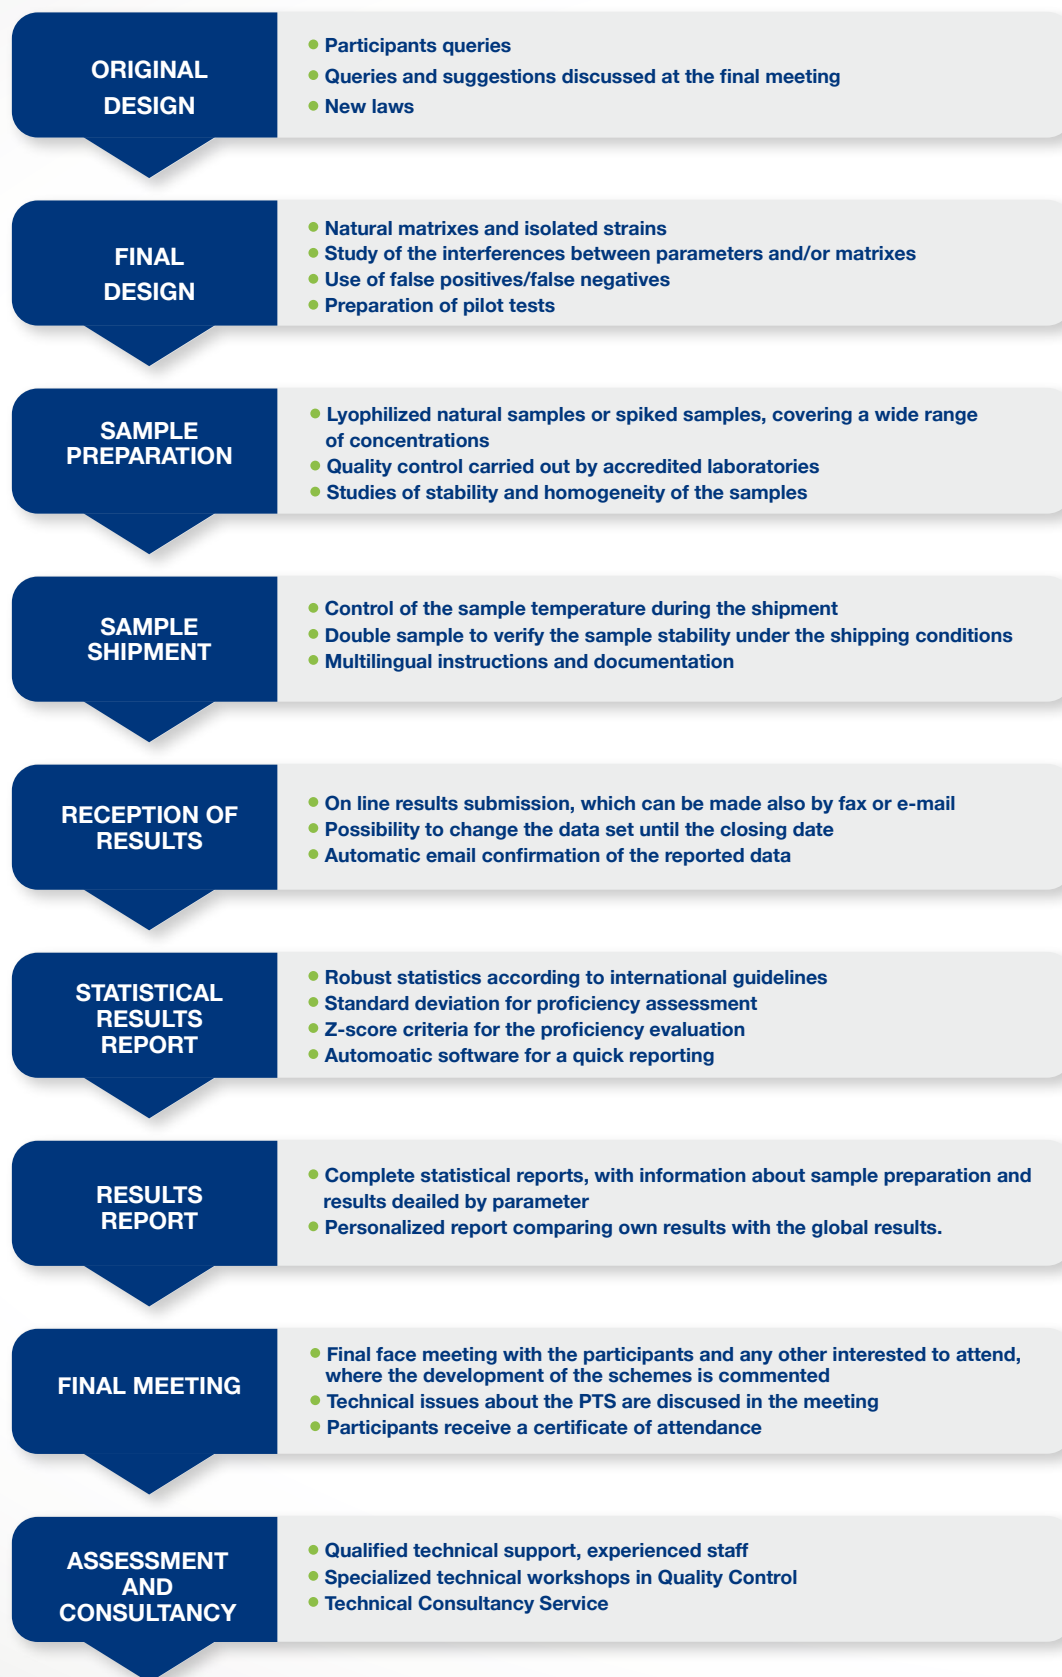 ORIGINAL
DESIGN
Participants queries
Queries and suggestions discussed at the final meeting
New laws
FINAL
DESIGN
Natural matrixes and isolated strains
Study of the interferences between parameters and/or matrixes
Use of false positives/false negatives
Preparation of pilot tests
SAMPLE
PREPARATION
Lyophilized natural samples or spiked samples, covering a wide range
of concentrations
Quality control carried out by accredited laboratories
Studies of stability and homogeneity of the samples
SAMPLE
SHIPMENT
Control of the sample temperature during the shipment
Double sample to verify the sample stability under the shipping conditions
Multilingual instructions and documentation
RECEPTION OF
RESULTS
On line results submission, which can be made also by fax or e-mail
Possibility to change the data set until the closing date
Automatic email confirmation of the reported data
STATISTICAL
RESULTS
REPORT
Robust statistics according to international guidelines
Standard deviation for proficiency assessment
Z-score criteria for the proficiency evaluation
Automoatic software for a quick reporting
RESULTS
REPORT
Complete statistical reports, with information about sample preparation and
results deailed by parameter
Personalized report comparing own results with the global results.
FINAL MEETING
Final face meeting with the participants and any other interested to attend,
where the development of the schemes is commented
Technical issues about the PTS are discused in the meeting
Participants receive a certificate of attendance
ASSESSMENT
AND
CONSULTANCY
Qualified technical support, experienced staff
Specialized technical workshops in Quality Control
Technical Consultancy Service